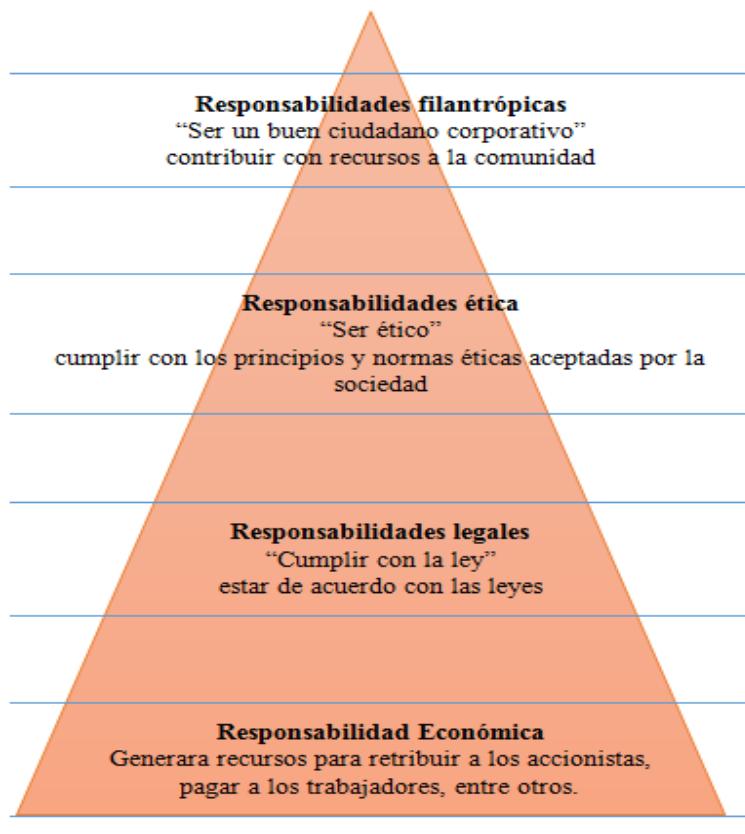 Responsabilidades filantrópicas
“Ser un buen ciudadano corporativo”
contribuir con recursos a la comunidad
Responsabilidades ética
“Ser ético”
cumplir con los principios y normas éticas aceptadas por la
sociedad
Responsabilidades legales
“Cumplir con la ley”
estar de acuerdo con las leyes
Responsabilidad Económica
Generara recursos para retribuir a los accionistas,
pagar a los trabajadores, entre otros.